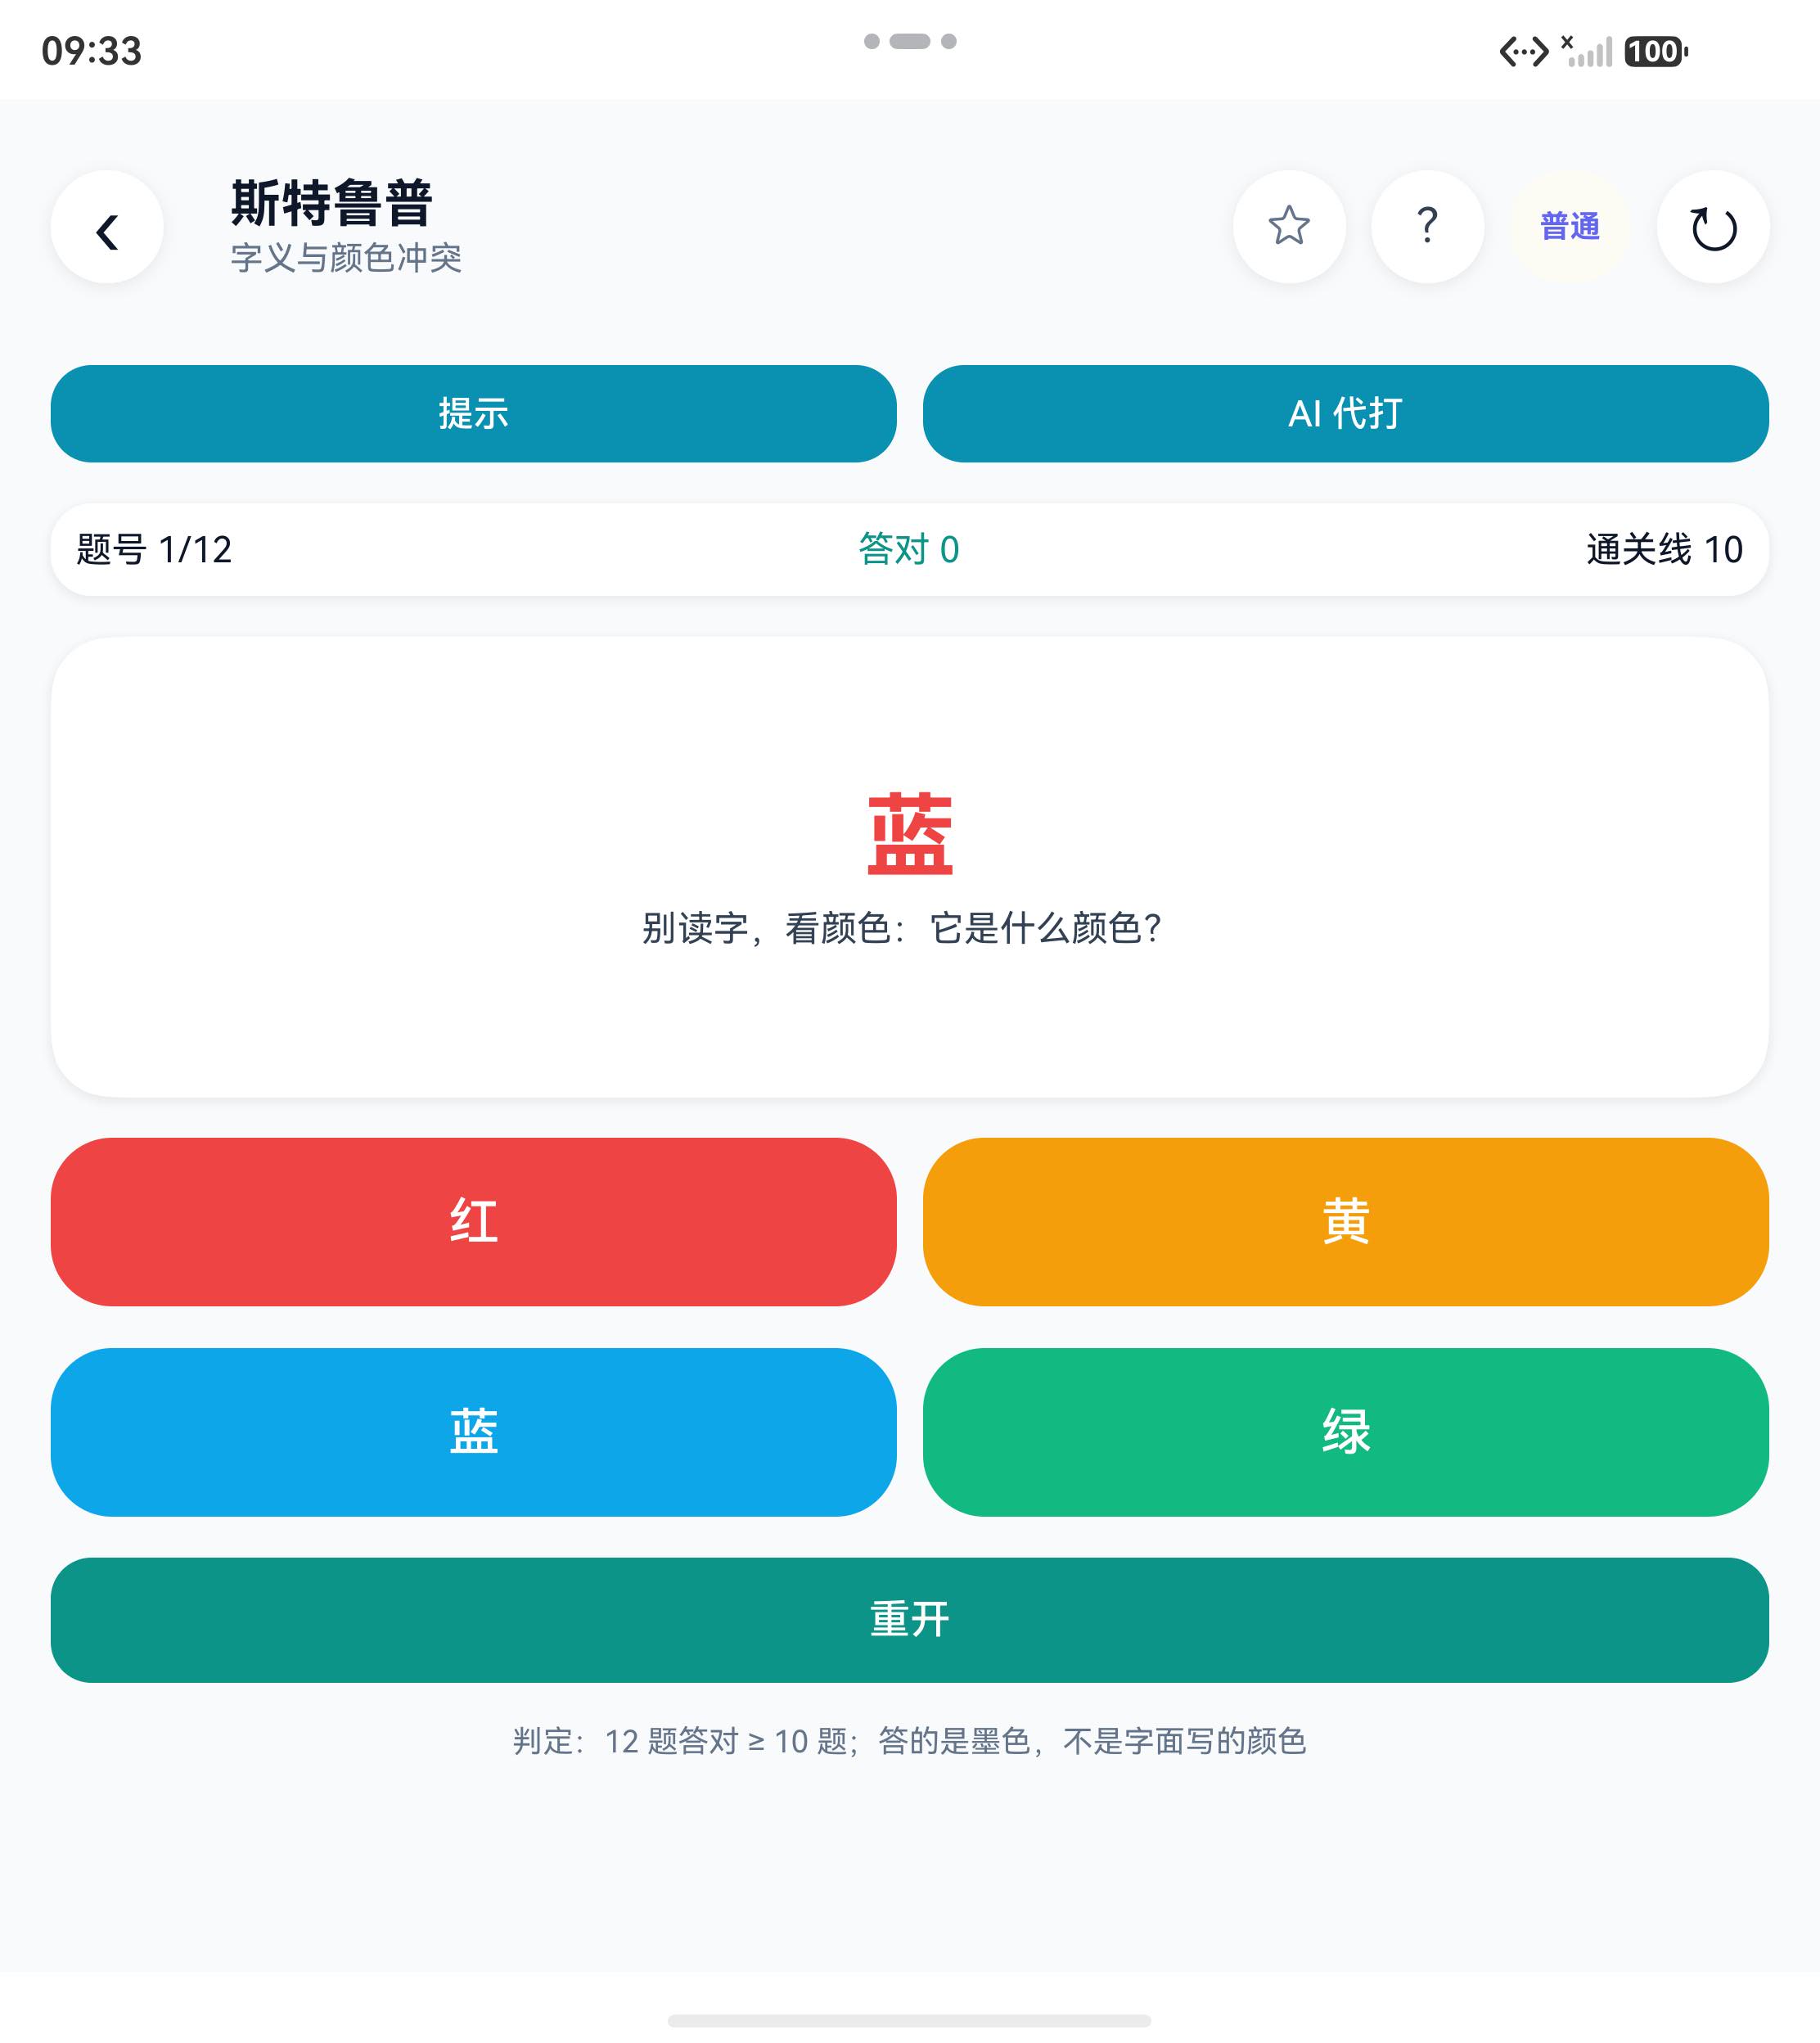 09:33
100
斯特鲁普
字义与颜色冲突
?
普通
提示
AI 代打
题号 1/12
答对 0
通关线 10
蓝
别读字，看颜色：它是什么颜色?
红
黄
蓝
绿
重开
判定：12 题答对 ≥ 10 题；答的是墨色，不是字面写的颜色